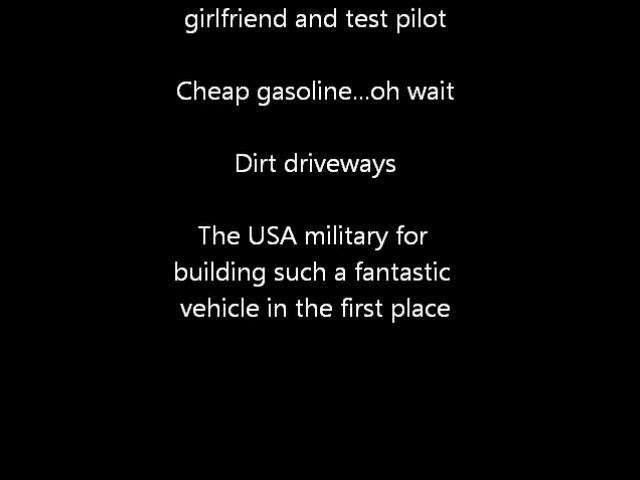 girlfriend and test pilot
Cheap gasoline...oh wait
Dirt driveways
The USA military for
building such a fantastic
vehicle in the first place